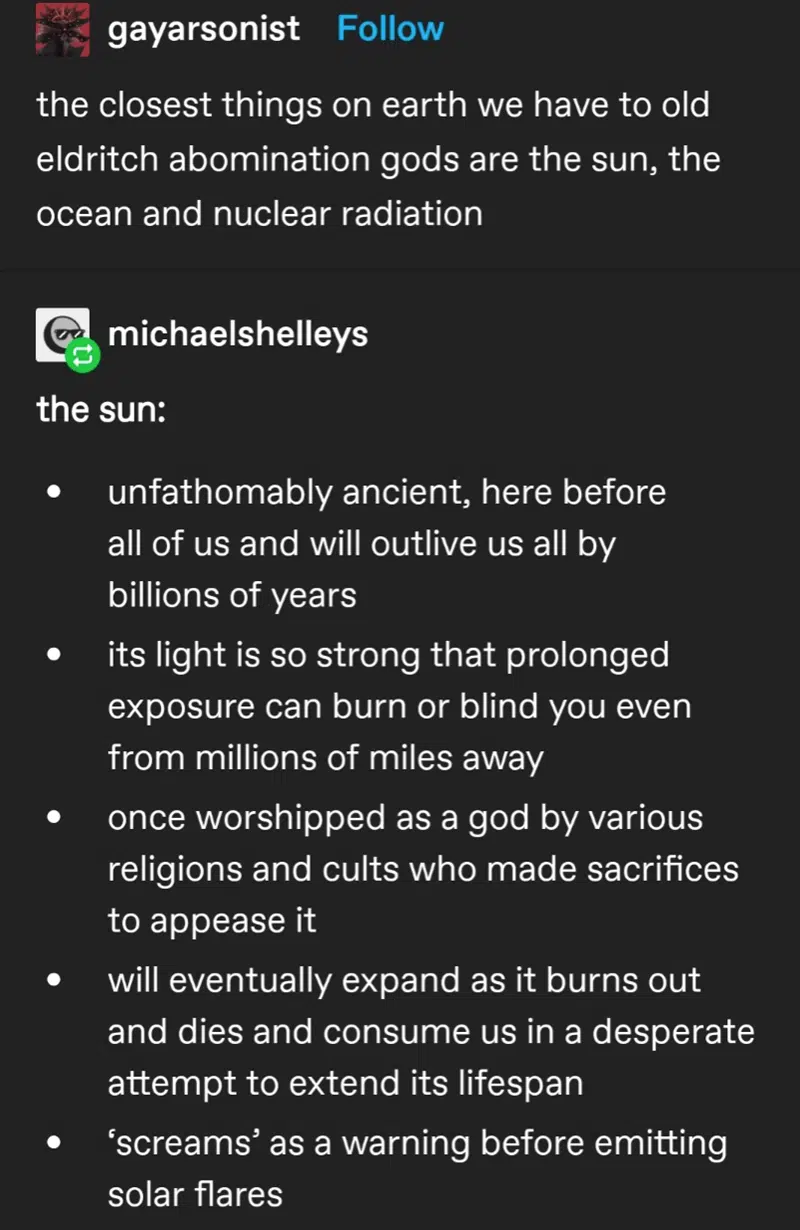 gayarsonist Follow
the closest things on earth we have to old
eldritch abomination gods are the sun, the
ocean and nuclear radiation
michaelshelleys
the sun:
• unfathomably ancient, here before
all of us and will outlive us all by
billions of years
• its light is so strong that prolonged
exposure can burn or blind you even
from millions of miles away
• once worshipped as a god by various
religions and cults who made sacrifices
to appease it
• will eventually expand as it burns out
and dies and consume us in a desperate
attempt to extend its lifespan
• ‘screams’ as a warning before emitting
solar flares